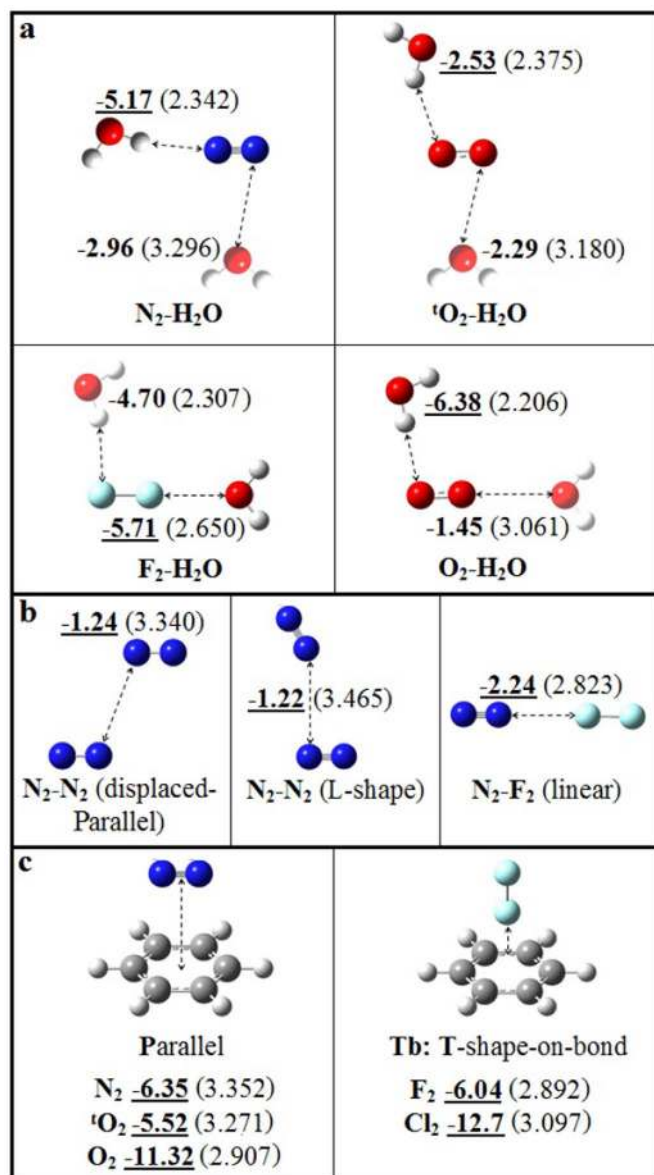 a
-5.17 (2.342)
-2.96 (3.296)
N₂-H₂O
-2.53 (2.375)
-2.29 (3.180)
ᵗO₂-H₂O
-4.70 (2.307)
-5.71 (2.650)
F₂-H₂O
-6.38 (2.206)
-1.45 (3.061)
O₂-H₂O
b
-1.24 (3.340)
N₂-N₂ (displaced-
Parallel)
-1.22 (3.465)
N₂-N₂ (L-shape)
-2.24 (2.823)
N₂-F₂ (linear)
c
Parallel
N₂ -6.35 (3.352)
ᵗO₂ -5.52 (3.271)
O₂ -11.32 (2.907)
Tb: T-shape-on-bond
F₂ -6.04 (2.892)
Cl₂ -12.7 (3.097)